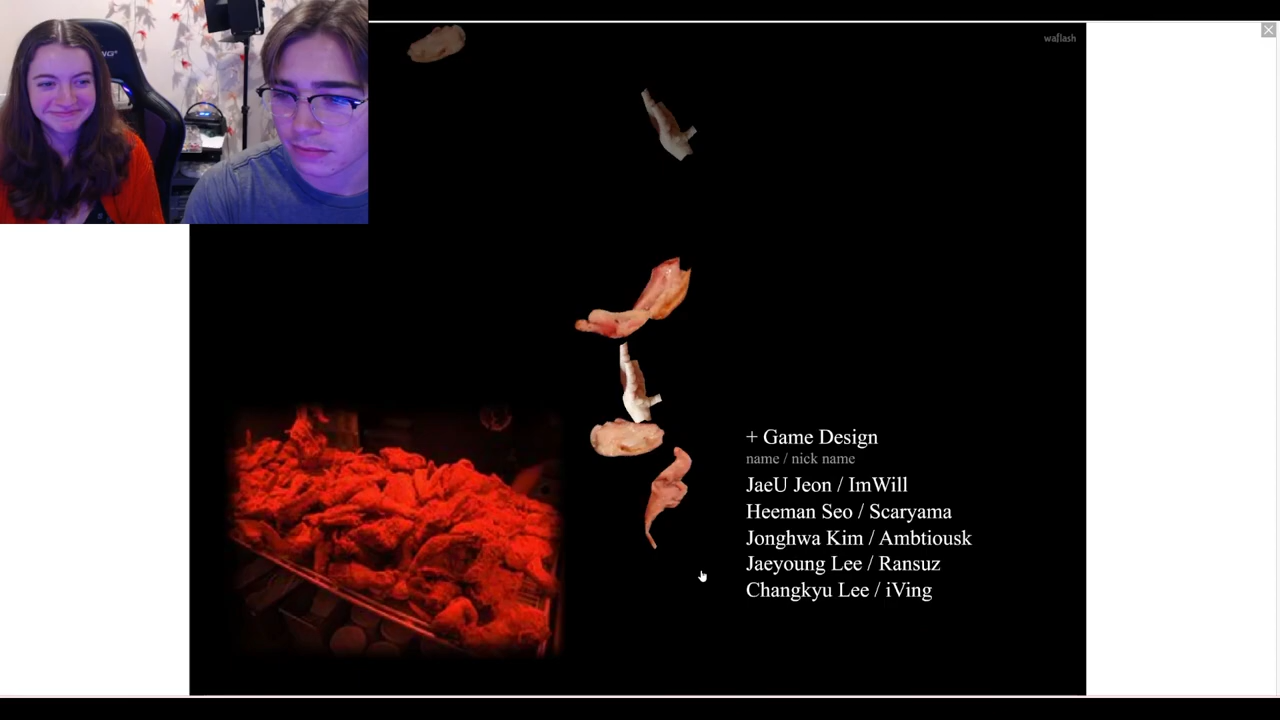 waflash
+ Game Design
name / nick name
JaeU Jeon / ImWill
Heeman Seo / Scaryama
Jonghwa Kim / Ambtiousk
Jaeyoung Lee / Ransuz
Changkyu Lee / iVing